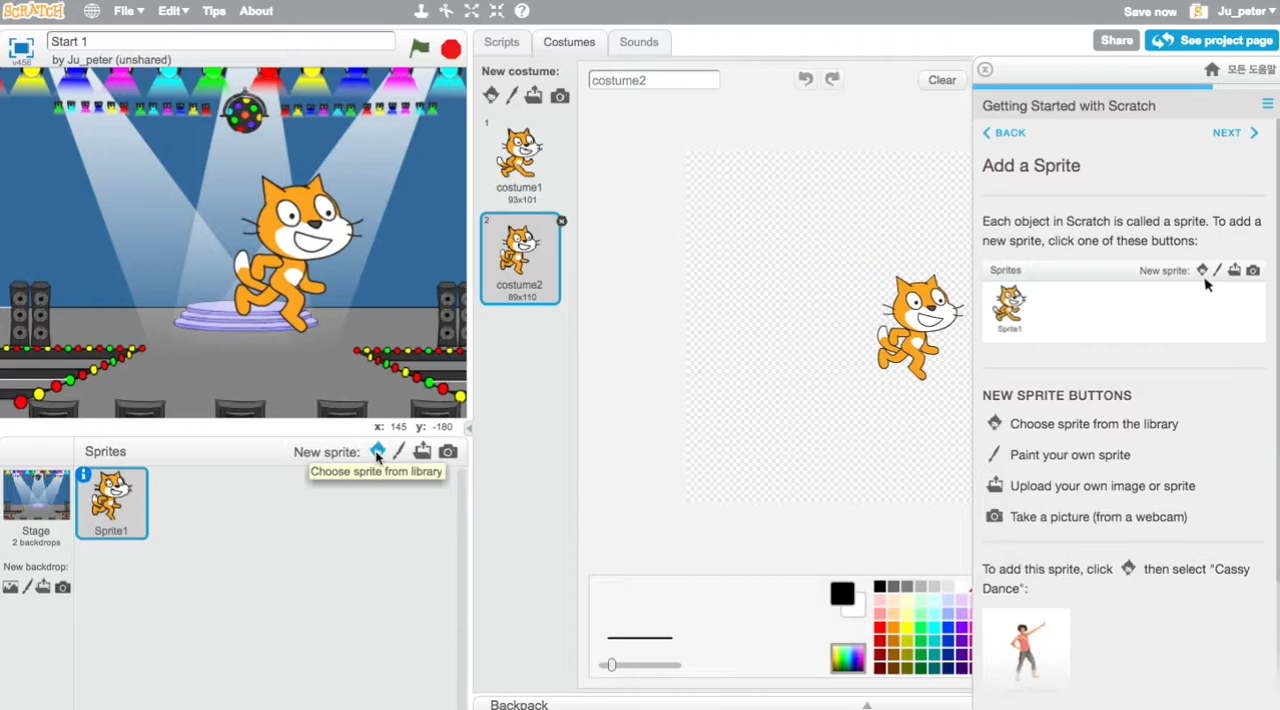 SCRATCH File Edit Tips About Save now Ju_peter
v456 Start 1
by Ju_peter (unshared)
Scripts Costumes Sounds
Share See project page
New costume:
costume2
Clear
1
costume1
93x101
2
costume2
89x110
x: 145 y: -180
Sprites New sprite:
Choose sprite from library
Sprite1
Stage
2 backdrops
New backdrop:
Backpack
모든 도움말
Getting Started with Scratch
BACK NEXT
Add a Sprite
Each object in Scratch is called a sprite. To add a
new sprite, click one of these buttons:
Sprites New sprite:
Sprite1
NEW SPRITE BUTTONS
Choose sprite from the library
Paint your own sprite
Upload your own image or sprite
Take a picture (from a webcam)
To add this sprite, click then select "Cassy
Dance":